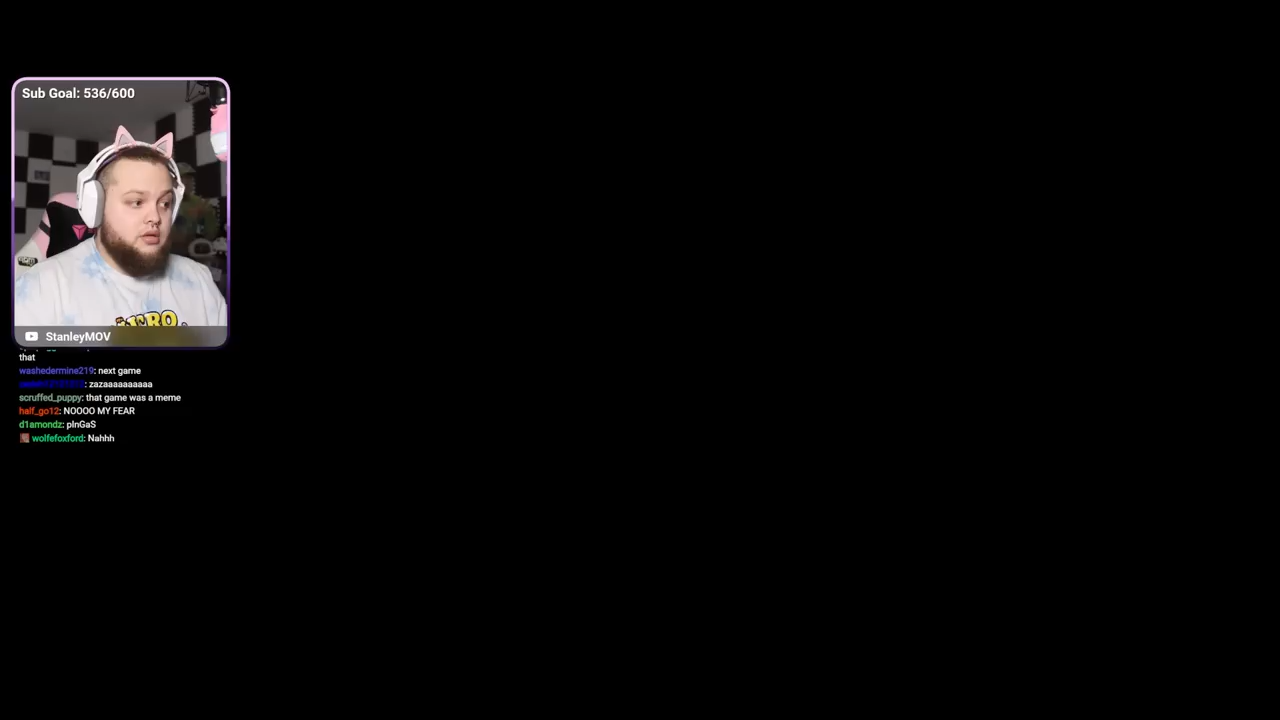 Sub Goal: 536/600
StanleyMOV
that
washedermine219: next game
: zazaaaaaaaaaa
scruffed_puppy: that game was a meme
half_go12: NOOOO MY FEAR
d1amondz: pInGaS
wolfefoxford: Nahhh